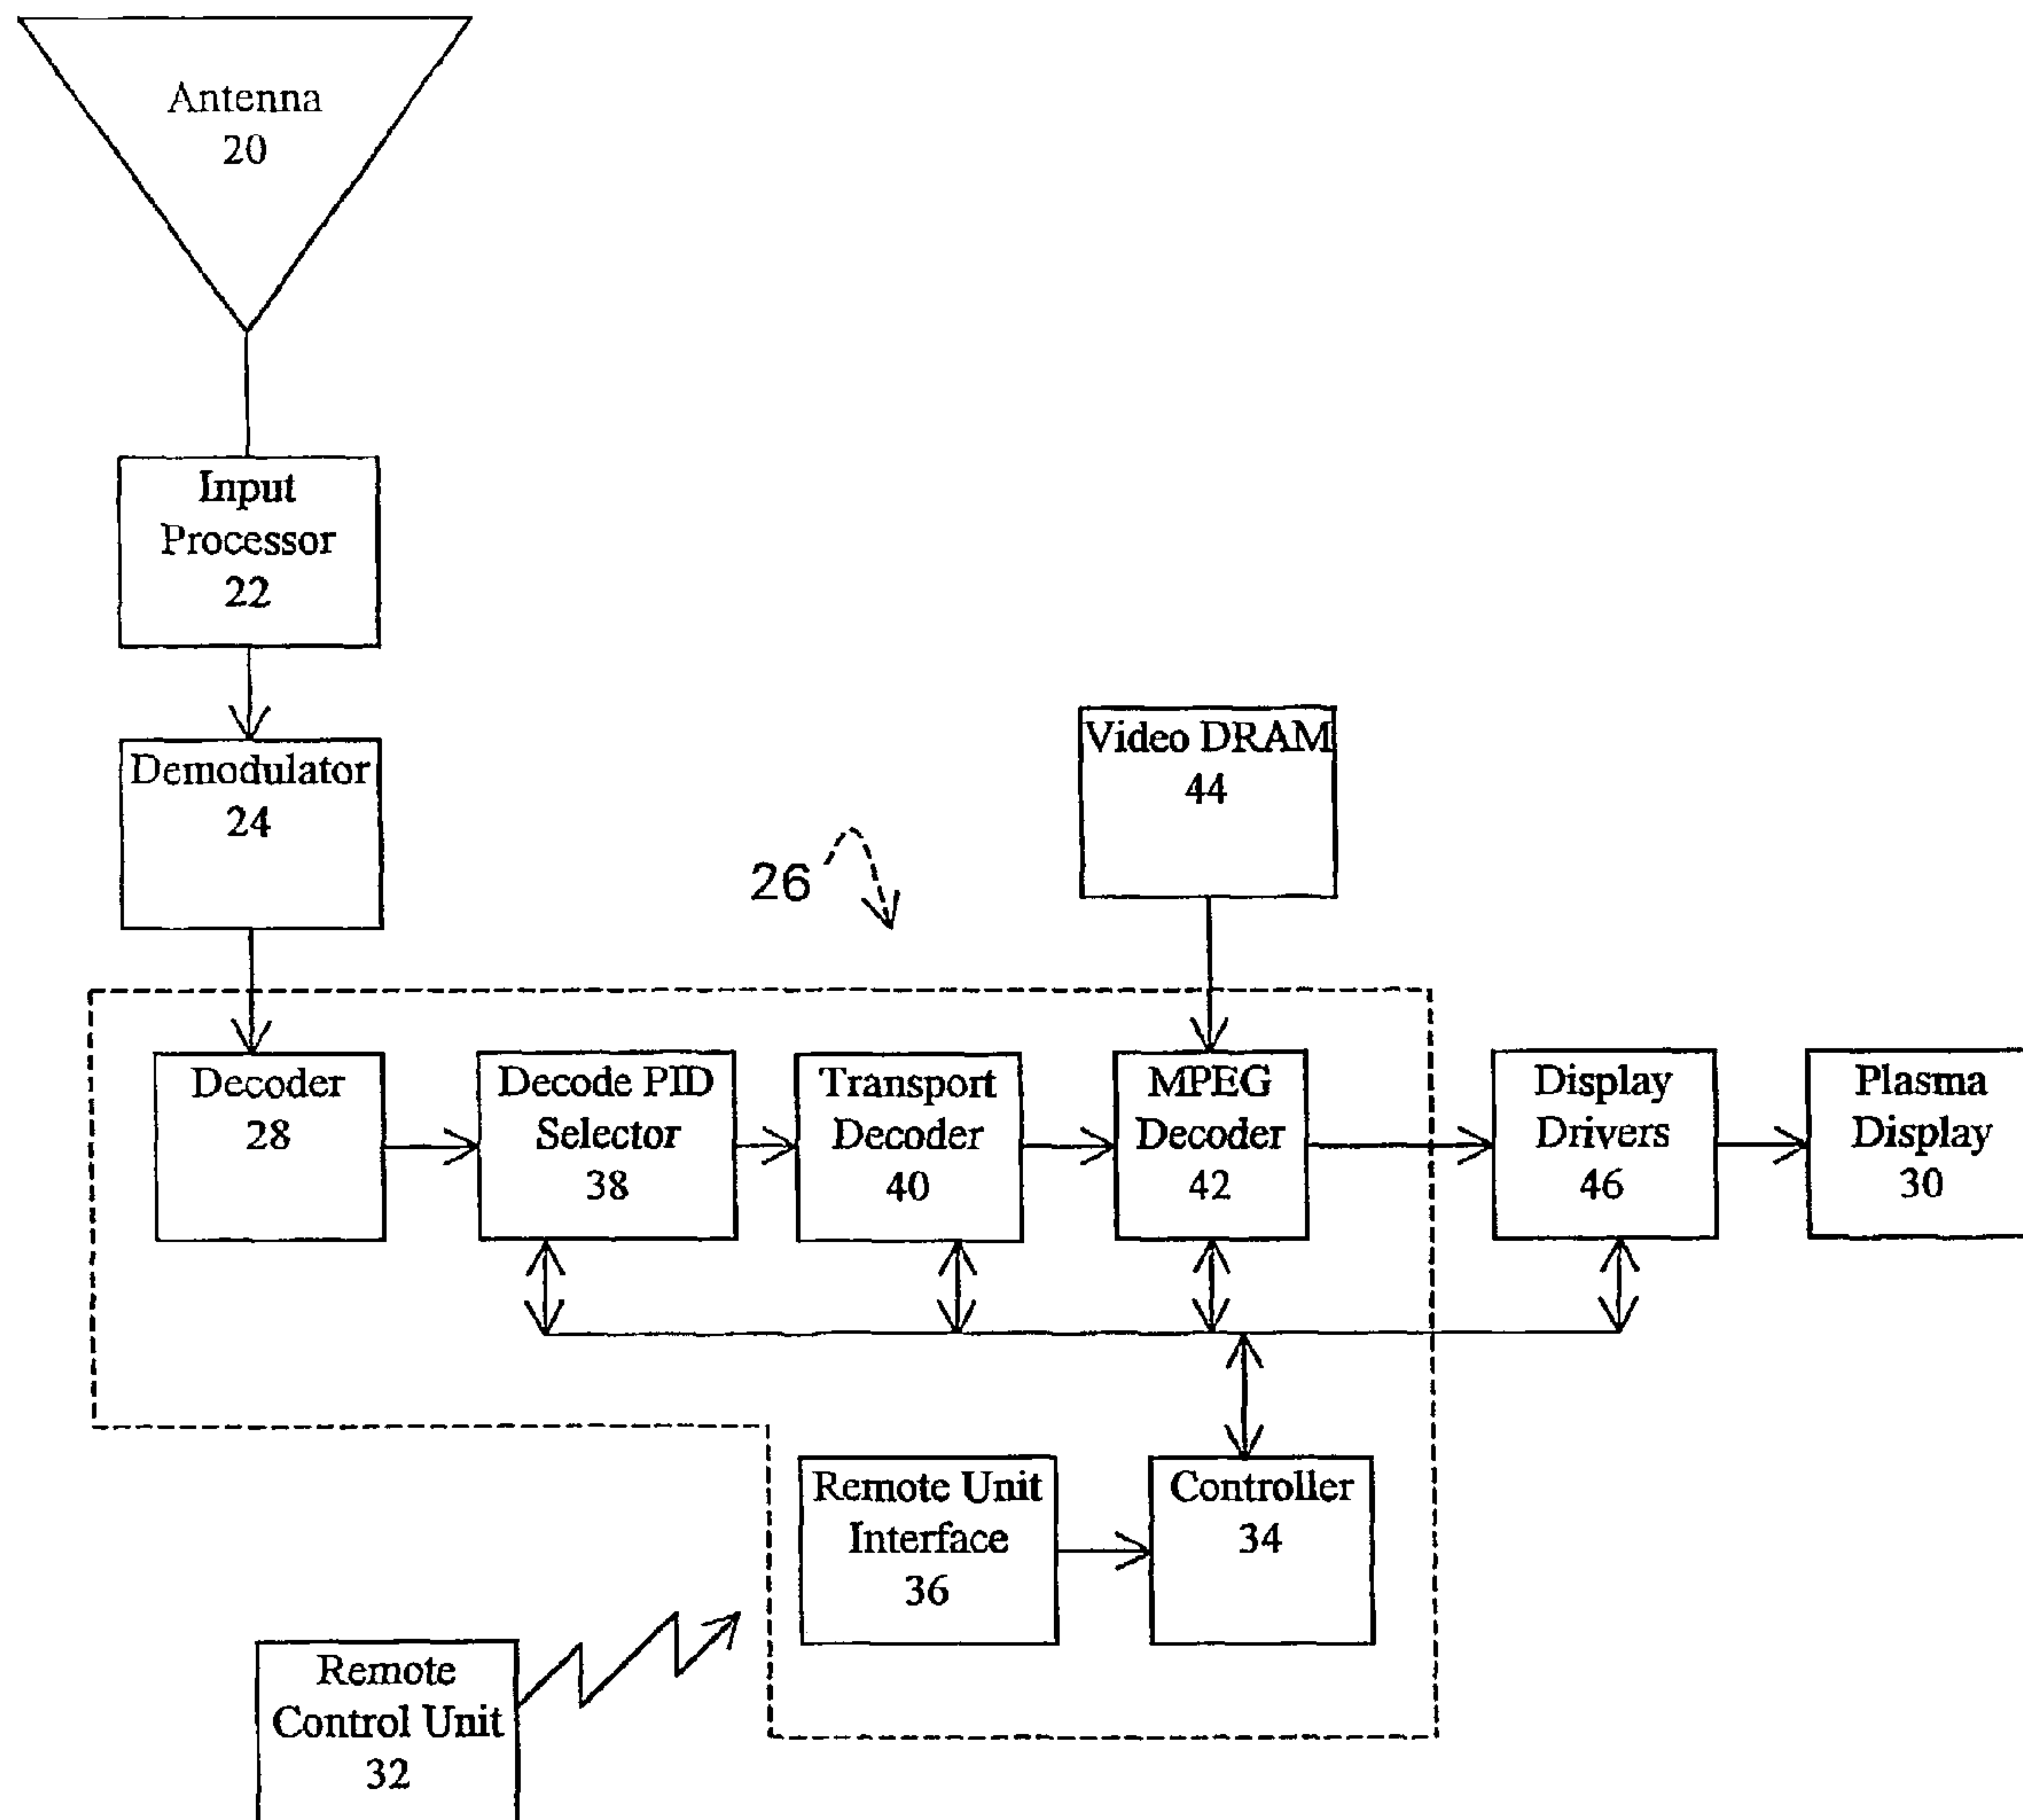 Antenna
20
Input
Processor
22
Demodulator
24
Video DRAM
44
26
Decoder
28
Decode PID
Selector
38
Transport
Decoder
40
MPEG
Decoder
42
Display
Drivers
46
Plasma
Display
30
Remote Unit
Interface
36
Controller
34
Remote
Control Unit
32